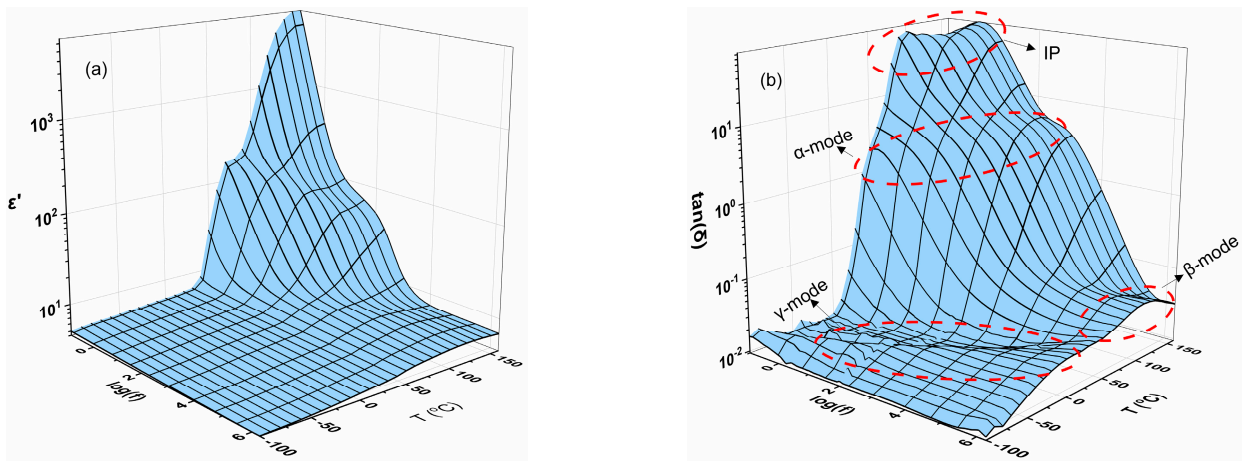 (a)
ε'
10³
10²
10¹
0
2
4
6
log(f)
-100
-50
0
50
100
150
T (°C)
(b)
IP
α-mode
γ-mode
β-mode
tan(δ)
10¹
10⁰
10⁻¹
10⁻²
0
2
4
6
log(f)
-100
-50
0
50
100
150
T (°C)